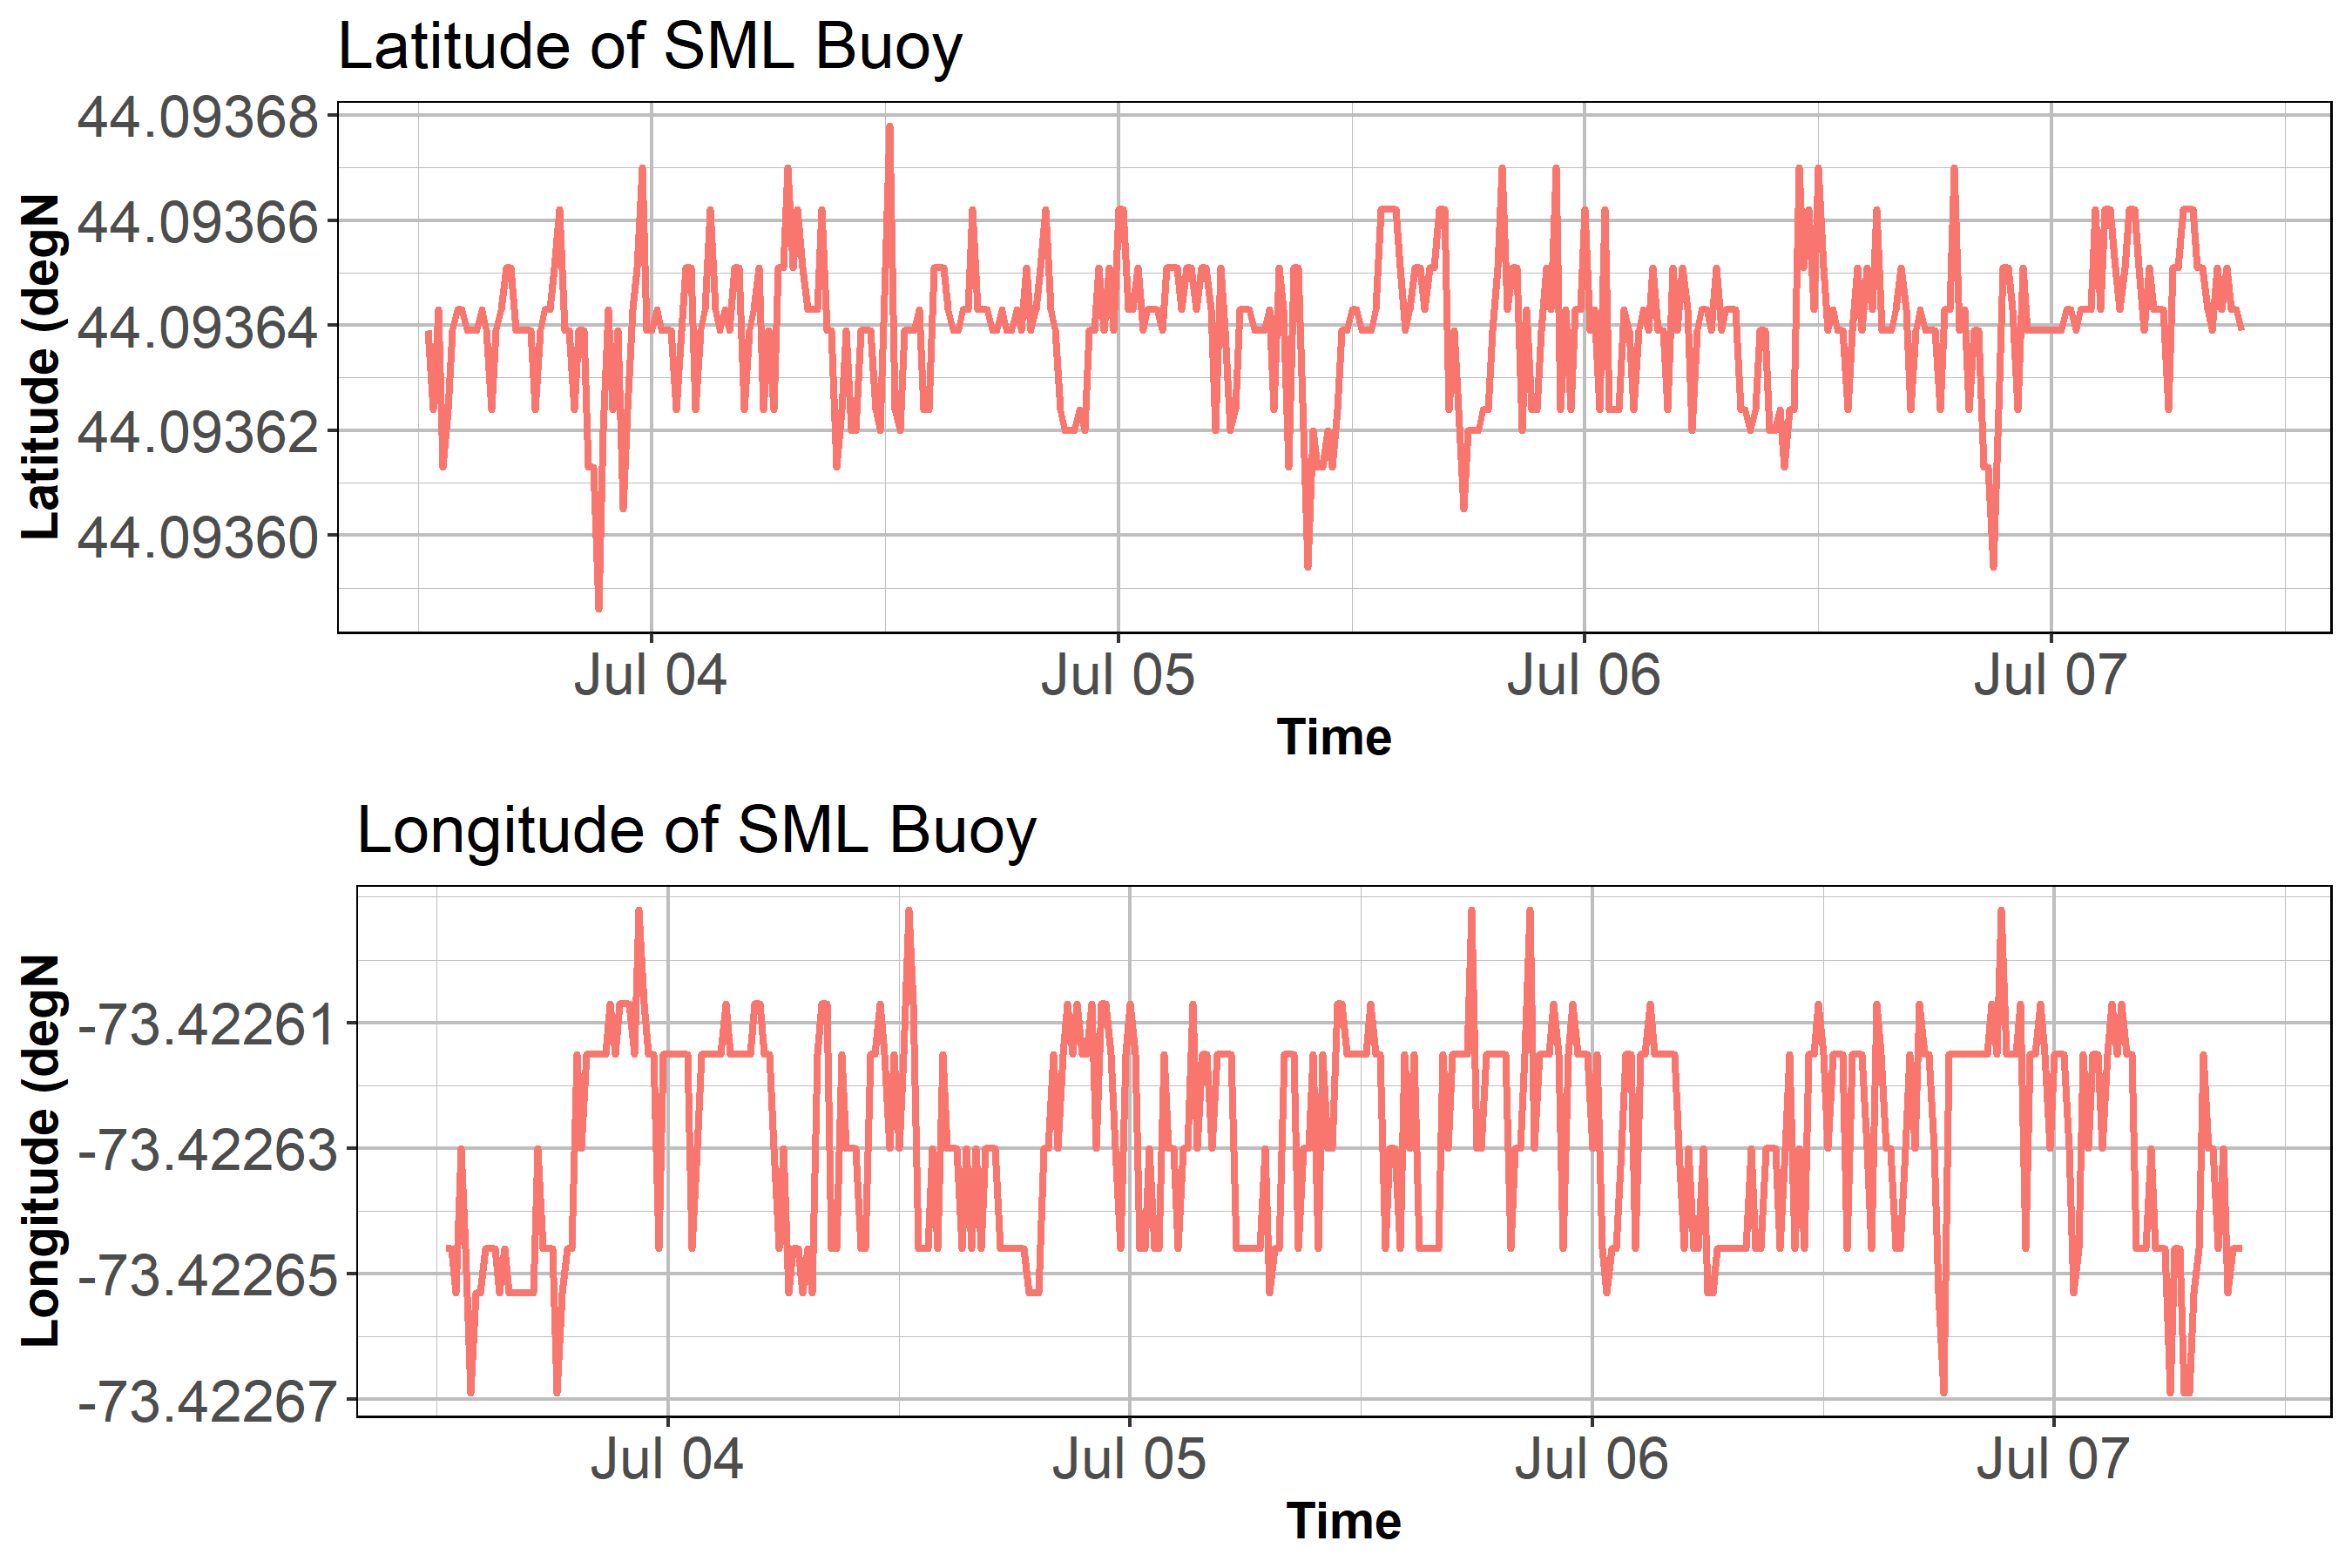 Latitude of SML Buoy
Latitude (degN
44.09368
44.09366
44.09364
44.09362
44.09360
Jul 04 Jul 05 Jul 06 Jul 07
Time
Longitude of SML Buoy
Longitude (degN
-73.42261
-73.42263
-73.42265
-73.42267
Jul 04 Jul 05 Jul 06 Jul 07
Time